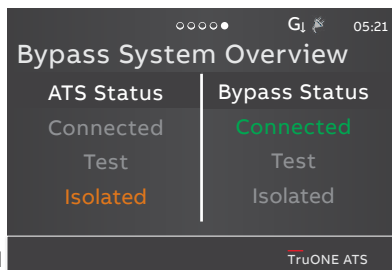 G↓ 05:21
Bypass System Overview
ATS Status Bypass Status
Connected Connected
Test Test
Isolated Isolated
TruONE ATS